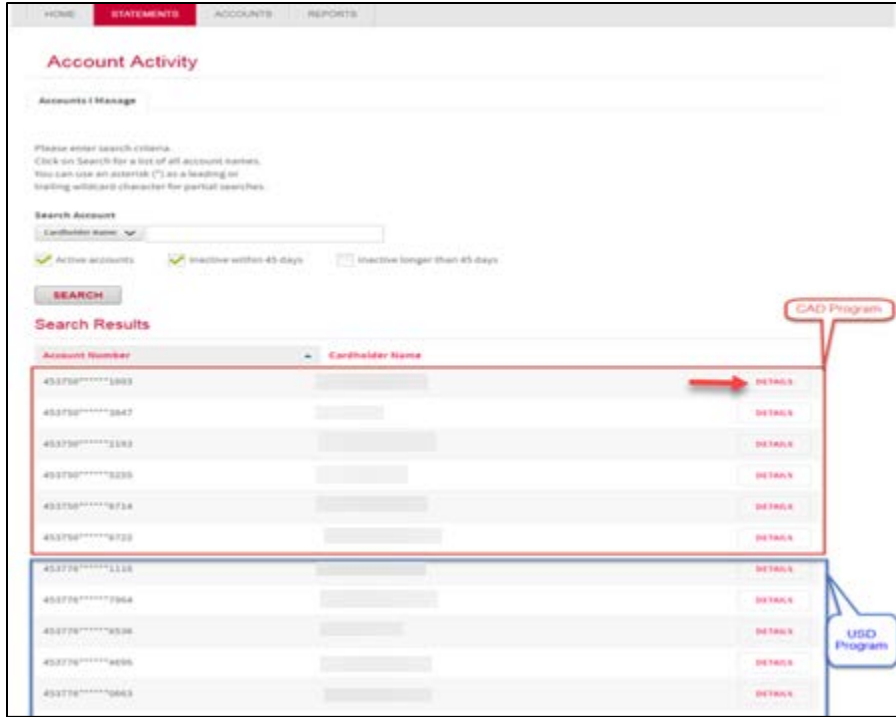 HOME STATEMENTS ACCOUNTS REPORTS
Account Activity
Accounts I Manage
Please enter search criteria.
Click on Search for a list of all account names.
You can use an asterisk (*) as a leading or
trailing wildcard character for partial searches.
Search Account
Cardholder Name
Active accounts Inactive within 45 days Inactive longer than 45 days
SEARCH
CAD Program
Search Results
Account Number Cardholder Name
DETAILS
DETAILS
DETAILS
DETAILS
DETAILS
DETAILS
DETAILS
DETAILS
DETAILS
USD
Program
DETAILS
DETAILS